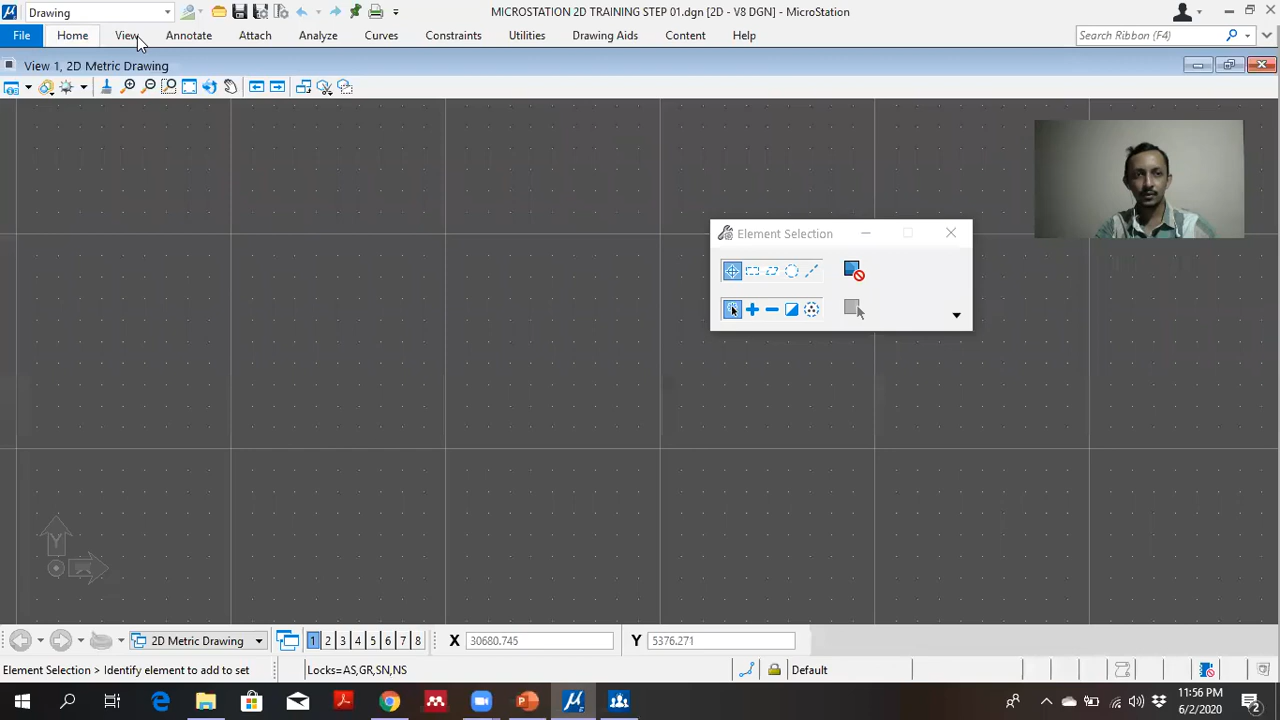 Drawing
MICROSTATION 2D TRAINING STEP 01.dgn [2D - V8 DGN] - MicroStation
File Home View Annotate Attach Analyze Curves Constraints Utilities Drawing Aids Content Help
Search Ribbon (F4)
View 1, 2D Metric Drawing
Element Selection
Y
2D Metric Drawing
1 2 3 4 5 6 7 8
X 30680.745
Y 5376.271
Element Selection > Identify element to add to set
Locks=AS,GR,SN,NS
Default
11:56 PM
6/2/2020
2